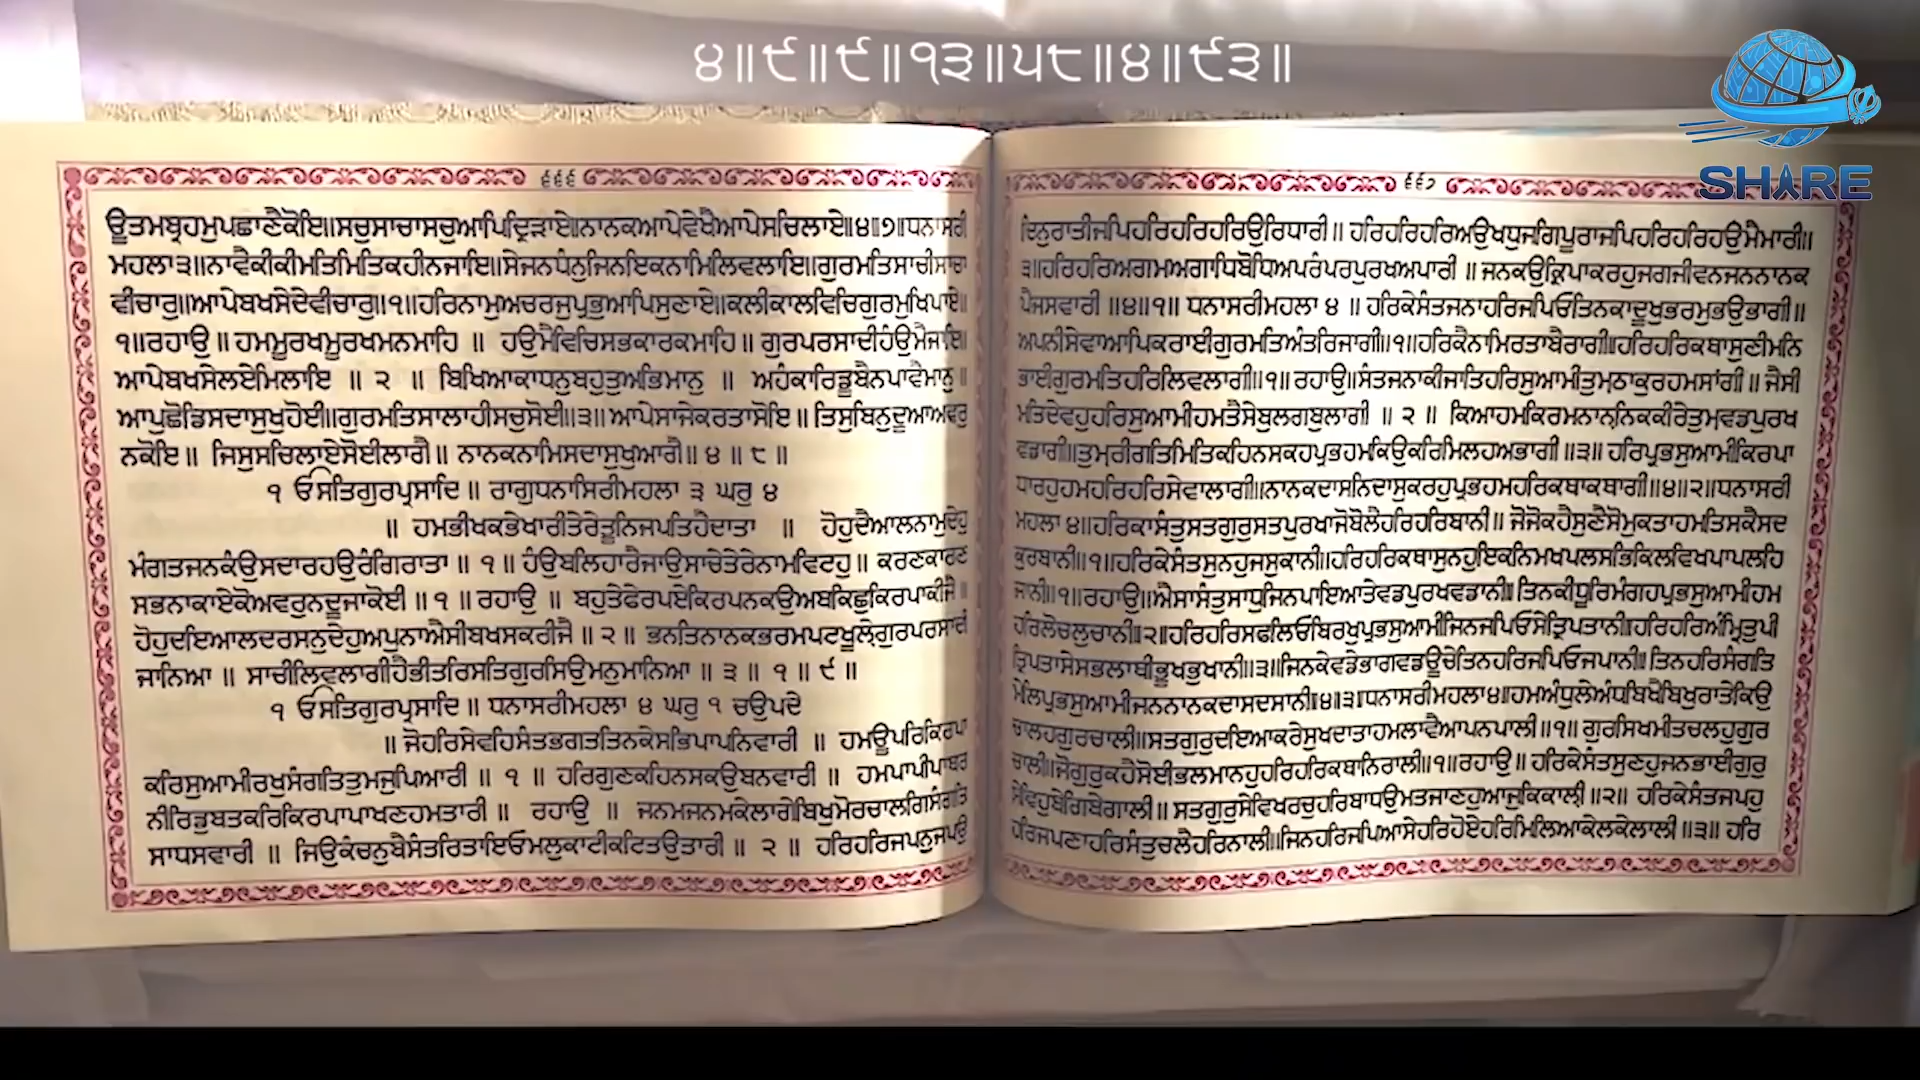 ੪॥੯॥੯॥੧੩॥੫੮॥੪॥੯੩॥
SHARE
੬੬੬
ਊਤਮਬ੍ਰਹਮੁਪਛਾਣੈਕੋਇ॥ਸਚੁਸਾਚਾਸਚੁਆਪਿਦ੍ਰਿੜਾਏ॥ਨਾਨਕਆਪੇਵੇਖੈਆਪੇਸਚਿਲਾਏ॥੪॥੭॥ਧਨਾਸਰੀ
ਮਹਲਾ੩॥ਨਾਵੈਕੀਕੀਮਤਿਮਿਤਿਕਹੀਨਜਾਇ॥ਸੇਜਨਧੰਨੁਜਿਨਇਕਨਾਮਿਲਿਵਲਾਇ॥ਗੁਰਮਤਿਸਾਚੀਸਾਚਾ
ਵੀਚਾਰੁ॥ਆਪੇਬਖਸੇਦੇਵੀਚਾਰੁ॥੧॥ਹਰਿਨਾਮੁਅਚਰਜੁਪ੍ਰਭੁਆਪਿਸੁਣਾਏ॥ਕਲੀਕਾਲਵਿਚਿਗੁਰਮੁਖਿਪਾਏ॥
੧॥ਰਹਾਉ ॥ ਹਮਮੂਰਖਮੂਰਖਮਨਮਾਹਿ ॥ ਹਉਮੈਵਿਚਿਸਭਕਾਰਕਮਾਹਿ॥ ਗੁਰਪਰਸਾਦੀਹੰਉਮੈਜਾਇ॥
ਆਪੇਬਖਸੇਲਏਮਿਲਾਇ ॥ ੨ ॥ ਬਿਖਿਆਕਾਧਨੁਬਹੁਤੁਅਭਿਮਾਨੁ ॥ ਅਹੰਕਾਰਿਡੂਬੈਨਪਾਵੈਮਾਨੁ॥
ਆਪੁਛੋਡਿਸਦਾਸੁਖੁਹੋਈ॥ਗੁਰਮਤਿਸਾਲਾਹੀਸਚੁਸੋਈ॥੩॥ ਆਪੇਸਾਜੇਕਰਤਾਸੋਇ॥ ਤਿਸੁਬਿਨੁਦੂਆਅਵਰੁ
ਨਕੋਇ॥ ਜਿਸੁਸਚਿਲਾਏਸੋਈਲਾਗੈ॥ ਨਾਨਕਨਾਮਿਸਦਾਸੁਖੁਆਗੈ॥ ੪ ॥ ੮ ॥
੧ ਓਸਤਿਗੁਰਪ੍ਰਸਾਦਿ॥ ਰਾਗੁਧਨਾਸਿਰੀਮਹਲਾ ੩ ਘਰੁ ੪
॥ ਹਮਭੀਖਕਭੇਖਾਰੀਤੇਰੇਤੂਨਿਜਪਤਿਹੈਦਾਤਾ ॥ ਹੋਹੁਦੈਆਲਨਾਮੁਦੇਹੁ
ਮੰਗਤਜਨਕੰਉਸਦਾਰਹਉਰੰਗਿਰਾਤਾ ॥ ੧ ॥ ਹੰਉਬਲਿਹਾਰੈਜਾਉਸਾਚੇਤੇਰੇਨਾਮਵਿਟਹੁ॥ ਕਰਣਕਾਰਣ
ਸਭਨਾਕਾਏਕੋਅਵਰੁਨਦੂਜਾਕੋਈ ॥ ੧ ॥ ਰਹਾਉ ॥ ਬਹੁਤੇਫੇਰਪਏਕਿਰਪਨਕਉਅਬਕਿਛੁਕਿਰਪਾਕੀਜੈ॥
ਹੋਹੁਦਇਆਲਦਰਸਨੁਦੇਹੁਅਪੁਨਾਐਸੀਬਖਸਕਰੀਜੈ ॥ ੨ ॥ ਭਨਤਿਨਾਨਕਭਰਮਪਟਖੂਲ੍ਹੇਗੁਰਪਰਸਾਦੀ
ਜਾਨਿਆ ॥ ਸਾਚੀਲਿਵਲਾਗੀਹੈਭੀਤਰਿਸਤਿਗੁਰਸਿਉਮਨੁਮਾਨਿਆ ॥ ੩ ॥ ੧ ॥ ੯ ॥
੧ ਓਸਤਿਗੁਰਪ੍ਰਸਾਦਿ॥ ਧਨਾਸਰੀਮਹਲਾ ੪ ਘਰੁ ੧ ਚਉਪਦੇ
॥ ਜੋਹਰਿਸੇਵਹਿਸੰਤਭਗਤਤਿਨਕੇਸਭਿਪਾਪਨਿਵਾਰੀ ॥ ਹਮਊਪਰਿਕਿਰਪਾ
ਕਰਿਸੁਆਮੀਰਖੁਸੰਗਤਿਤੁਮਜੁਪਿਆਰੀ ॥ ੧ ॥ ਹਰਿਗੁਣਕਹਿਨਸਕਉਬਨਵਾਰੀ ॥ ਹਮਪਾਪੀਪਾਥਰ
ਨੀਰਿਡੁਬਤਕਰਿਕਿਰਪਾਪਾਖਣਹਮਤਾਰੀ ॥ ਰਹਾਉ ॥ ਜਨਮਜਨਮਕੇਲਾਗੇਬਿਖੁਮੋਰਚਾਲਗਿਸੰਗਤਿ
ਸਾਧਸਵਾਰੀ ॥ ਜਿਉਕੰਚਨੁਬੈਸੰਤਰਿਤਾਇਓਮਲੁਕਾਟੀਕਟਿਤਉਤਾਰੀ ॥ ੨ ॥ ਹਰਿਹਰਿਜਪਨੁਜਪਉ
੬੬੭
ਦਿਨੁਰਾਤੀਜਪਿਹਰਿਹਰਿਹਰਿਉਰਿਧਾਰੀ॥ ਹਰਿਹਰਿਹਰਿਅਉਖਧੁਜਗਿਪੂਰਾਜਪਿਹਰਿਹਰਿਹਉਮੈਮਾਰੀ॥
੩॥ਹਰਿਹਰਿਅਗਮਅਗਾਧਿਬੋਧਿਅਪਰੰਪਰਪੁਰਖਅਪਾਰੀ ॥ ਜਨਕਉਕ੍ਰਿਪਾਕਰਹੁਜਗਜੀਵਨਜਨਨਾਨਕ
ਪੈਜਸਵਾਰੀ ॥੪॥੧॥ ਧਨਾਸਰੀਮਹਲਾ ੪ ॥ ਹਰਿਕੇਸੰਤਜਨਾਹਰਿਜਪਿਓਤਿਨਕਾਦੂਖੁਭਰਮੁਭਉਭਾਗੀ॥
ਅਪਨੀਸੇਵਾਆਪਿਕਰਾਈਗੁਰਮਤਿਅੰਤਰਿਜਾਗੀ॥੧॥ਹਰਿਕੈਨਾਮਿਰਤਾਬੈਰਾਗੀ॥ਹਰਿਹਰਿਕਥਾਸੁਣੀਮਨਿ
ਭਾਈਗੁਰਮਤਿਹਰਿਲਿਵਲਾਗੀ॥੧॥ ਰਹਾਉ॥ਸੰਤਜਨਾਕੀਜਾਤਿਹਰਿਸੁਆਮੀਤੁਮ੍ਹਠਾਕੁਰਹਮਸਾਂਗੀ॥ ਜੈਸੀ
ਮਤਿਦੇਵਹੁਹਰਿਸੁਆਮੀਹਮਤੈਸੇਬੁਲਗਬੁਲਾਗੀ ॥ ੨ ॥ ਕਿਆਹਮਕਿਰਮਨਾਨ੍ਹਨਿਕਕੀਰੇਤੁਮ੍ਹਵਡਪੁਰਖ
ਵਡਾਗੀ॥ਤੁਮ੍ਹਰੀਗਤਿਮਿਤਿਕਹਿਨਸਕਹਪ੍ਰਭਹਮਕਿਉਕਰਿਮਿਲਹਅਭਾਗੀ॥੩॥ ਹਰਿਪ੍ਰਭਸੁਆਮੀਕਿਰਪਾ
ਧਾਰਹੁਹਮਹਰਿਹਰਿਸੇਵਾਲਾਗੀ॥ਨਾਨਕਦਾਸਨਿਦਾਸੁਕਰਹੁਪ੍ਰਭਹਮਹਰਿਕਥਾਕਥਾਗੀ॥੪॥੨॥ਧਨਾਸਰੀ
ਮਹਲਾ ੪॥ਹਰਿਕਾਸੰਤੁਸਤਗੁਰੁਸਤਪੁਰਖਾਜੋਬੋਲੈਹਰਿਹਰਿਬਾਨੀ॥ ਜੋਜੋਕਹੈਸੁਣੈਸੋਮੁਕਤਾਹਮਤਿਸਕੈਸਦ
ਕੁਰਬਾਨੀ॥੧॥ਹਰਿਕੇਸੰਤਸੁਨਹੁਜਸੁਕਾਨੀ॥ਹਰਿਹਰਿਕਥਾਸੁਨਹੁਇਕਨਿਮਖਪਲਸਭਿਕਿਲਵਿਖਪਾਪਲਹਿ
ਜਾਨੀ॥੧॥ਰਹਾਉ॥ਐਸਾਸੰਤੁਸਾਧੁਜਿਨਪਾਇਆਤੇਵਡਪੁਰਖਵਡਾਨੀ॥ ਤਿਨਕੀਧੂਰਿਮੰਗਹਪ੍ਰਭਸੁਆਮੀਹਮ
ਹਰਿਲੋਚਲੁਚਾਨੀ॥੨॥ਹਰਿਹਰਿਸਫਲਿਓਬਿਰਖੁਪ੍ਰਭਸੁਆਮੀਜਿਨਜਪਿਓਸੇਤ੍ਰਿਪਤਾਨੀ॥ਹਰਿਹਰਿਅੰਮ੍ਰਿਤੁਪੀ
ਤ੍ਰਿਪਤਾਸੇਸਭਲਾਥੀਭੂਖਭੁਖਾਨੀ॥੩॥ਜਿਨਕੇਵਡੇਭਾਗਵਡਊਚੇਤਿਨਹਰਿਜਪਿਓਜਪਾਨੀ॥ ਤਿਨਹਰਿਸੰਗਤਿ
ਮੇਲਿਪ੍ਰਭਸੁਆਮੀਜਨਨਾਨਕਦਾਸਦਸਾਨੀ॥੪॥੩॥ਧਨਾਸਰੀਮਹਲਾ੪॥ਹਮਅੰਧੁਲੇਅੰਧਬਿਖੈਬਿਖੁਰਾਤੇਕਿਉ
ਚਾਲਹਗੁਰਚਾਲੀ॥ਸਤਗੁਰੁਦਇਆਕਰੇਸੁਖਦਾਤਾਹਮਲਾਵੈਆਪਨਪਾਲੀ॥੧॥ ਗੁਰਸਿਖਮੀਤਚਲਹੁਗੁਰ
ਚਾਲੀ॥ਜੋਗੁਰੁਕਹੈਸੋਈਭਲਮਾਨਹੁਹਰਿਹਰਿਕਥਾਨਿਰਾਲੀ॥੧॥ਰਹਾਉ॥ ਹਰਿਕੇਸੰਤਸੁਣਹੁਜਨਭਾਈਗੁਰੁ
ਸੇਵਿਹੁਬੇਗਿਬੇਗਾਲੀ॥ ਸਤਗੁਰੁਸੇਵਿਖਰਚੁਹਰਿਬਾਧਉਮਤਜਾਣਹੁਆਜੁਕਿਕਾਲ੍ਹੀ॥੨॥ ਹਰਿਕੇਸੰਤਜਪਹੁ
ਹਰਿਜਪਣਾਹਰਿਸੰਤੁਚਲੈਹਰਿਨਾਲੀ॥ਜਿਨਹਰਿਜਪਿਆਸੇਹਰਿਹੋਏਹਰਿਮਿਲਿਆਕੇਲਕੇਲਾਲੀ॥੩॥ ਹਰਿ